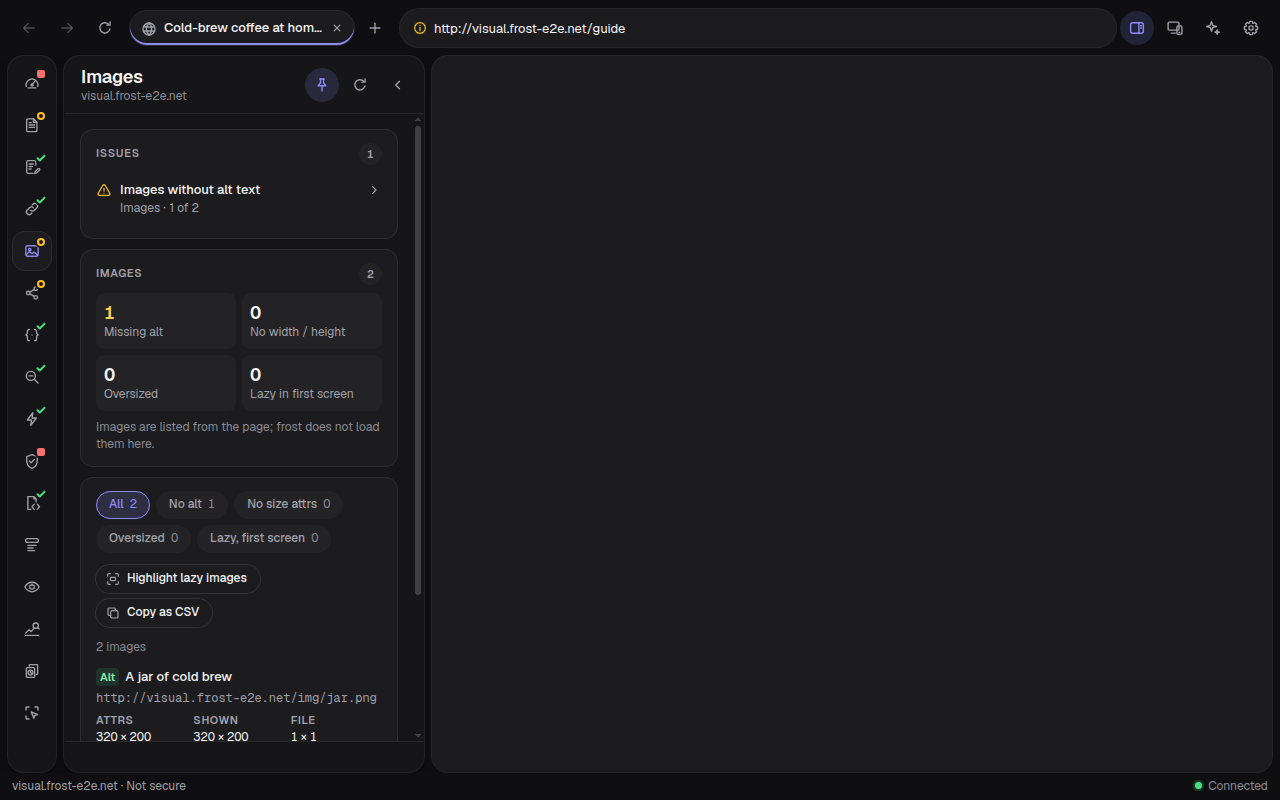 Cold-brew coffee at hom…
http://visual.frost-e2e.net/guide
Images
visual.frost-e2e.net
ISSUES 1
Images without alt text
Images · 1 of 2
IMAGES 2
1
Missing alt
0
No width / height
0
Oversized
0
Lazy in first screen
Images are listed from the page; frost does not load
them here.
All 2 No alt 1 No size attrs 0
Oversized 0 Lazy, first screen 0
Highlight lazy images
Copy as CSV
2 images
Alt A jar of cold brew
http://visual.frost-e2e.net/img/jar.png
ATTRS SHOWN FILE
320 × 200 320 × 200 1 × 1
visual.frost-e2e.net · Not secure
Connected